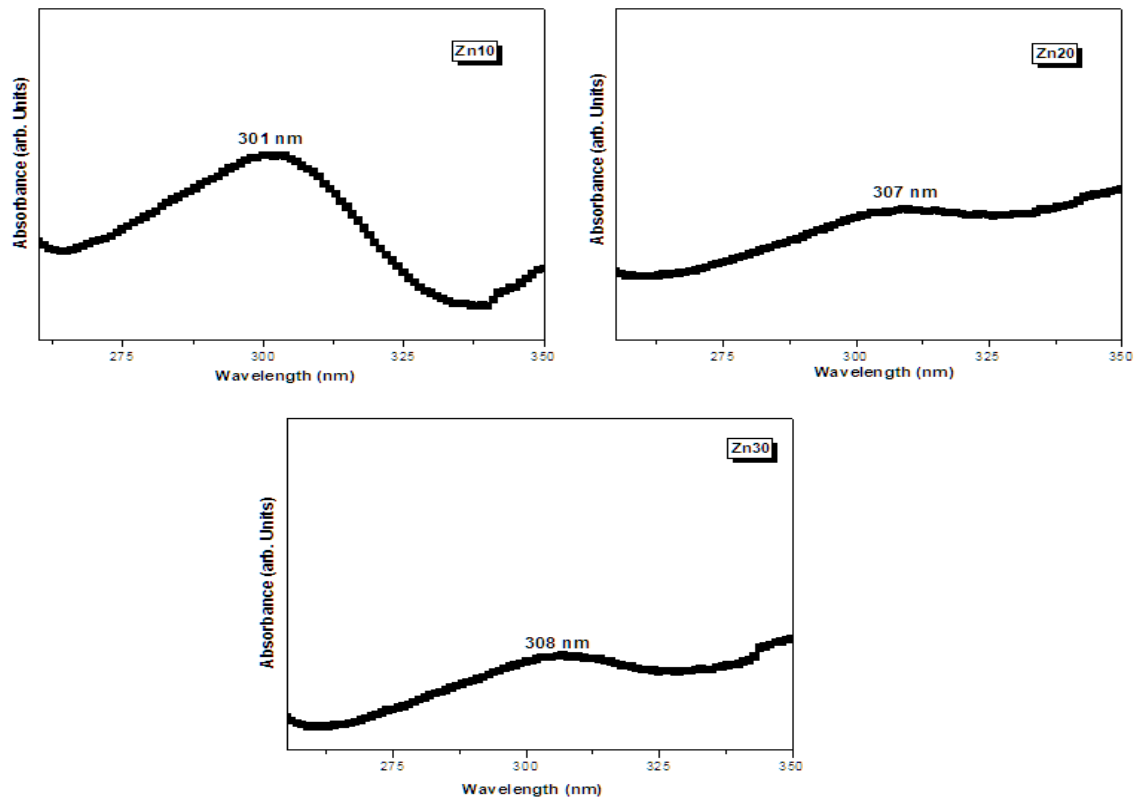 Zn10
301 nm
Absorbance (arb. Units)
275
300
325
350
Wavelength (nm)
Zn20
307 nm
Absorbance (arb. Units)
275
300
325
350
Wavelength (nm)
Zn30
308 nm
Absorbance (arb. Units)
275
300
325
350
Wavelength (nm)